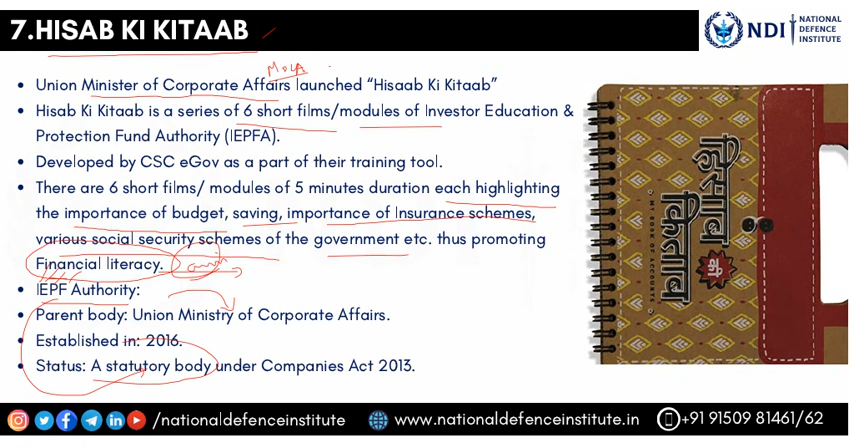 7.HISAB KI KITAAB
NDI
NATIONAL
DEFENCE
INSTITUTE
MoCA
• Union Minister of Corporate Affairs launched “Hisaab Ki Kitaab”
• Hisab Ki Kitaab is a series of 6 short films/modules of Investor Education &
Protection Fund Authority (IEPFA).
• Developed by CSC eGov as a part of their training tool.
• There are 6 short films/ modules of 5 minutes duration each highlighting
the importance of budget, saving, importance of Insurance schemes,
various social security schemes of the government etc. thus promoting
Financial literacy.
• IEPF Authority:
• Parent body: Union Ministry of Corporate Affairs.
• Established in: 2016.
• Status: A statutory body under Companies Act 2013.
हिसाब
की
किताब
MY BOOK OF ACCOUNTS
/nationaldefenceinstitute
www.nationaldefenceinstitute.in
+91 91509 81461/62